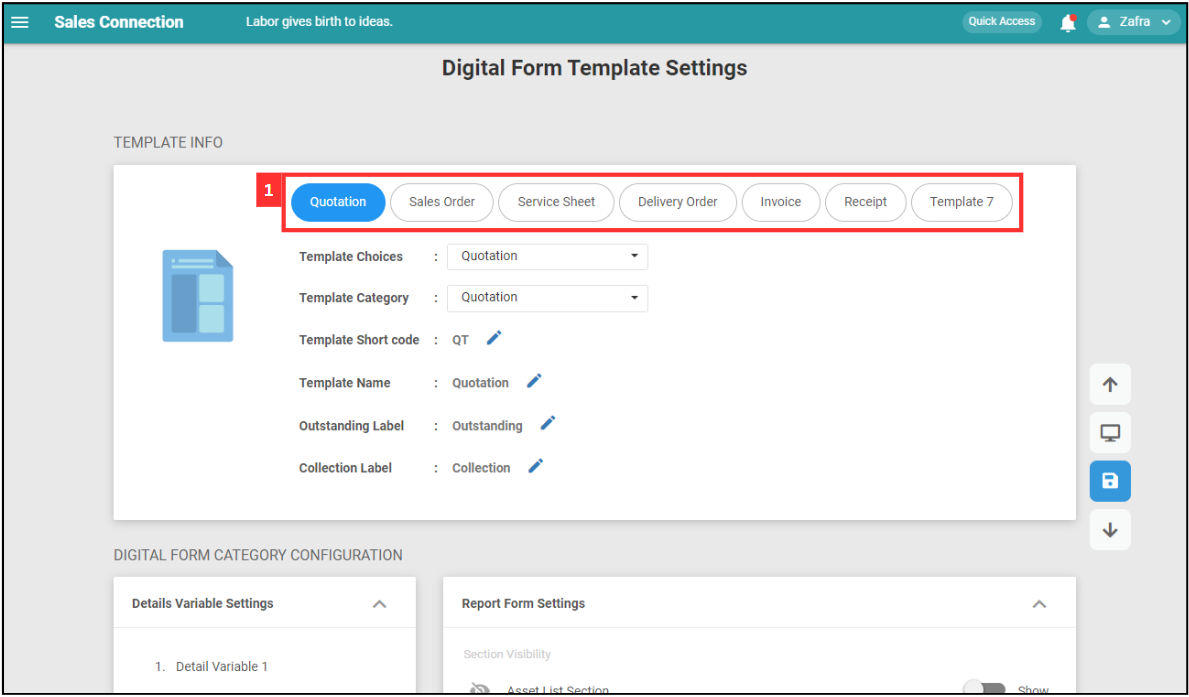 Sales Connection Labor gives birth to ideas. Quick Access Zafra
Digital Form Template Settings
TEMPLATE INFO
1 Quotation Sales Order Service Sheet Delivery Order Invoice Receipt Template 7
Template Choices : Quotation
Template Category : Quotation
Template Short code : QT
Template Name : Quotation
Outstanding Label : Outstanding
Collection Label : Collection
DIGITAL FORM CATEGORY CONFIGURATION
Details Variable Settings Report Form Settings
Section Visibility
1. Detail Variable 1
Asset List Section Show